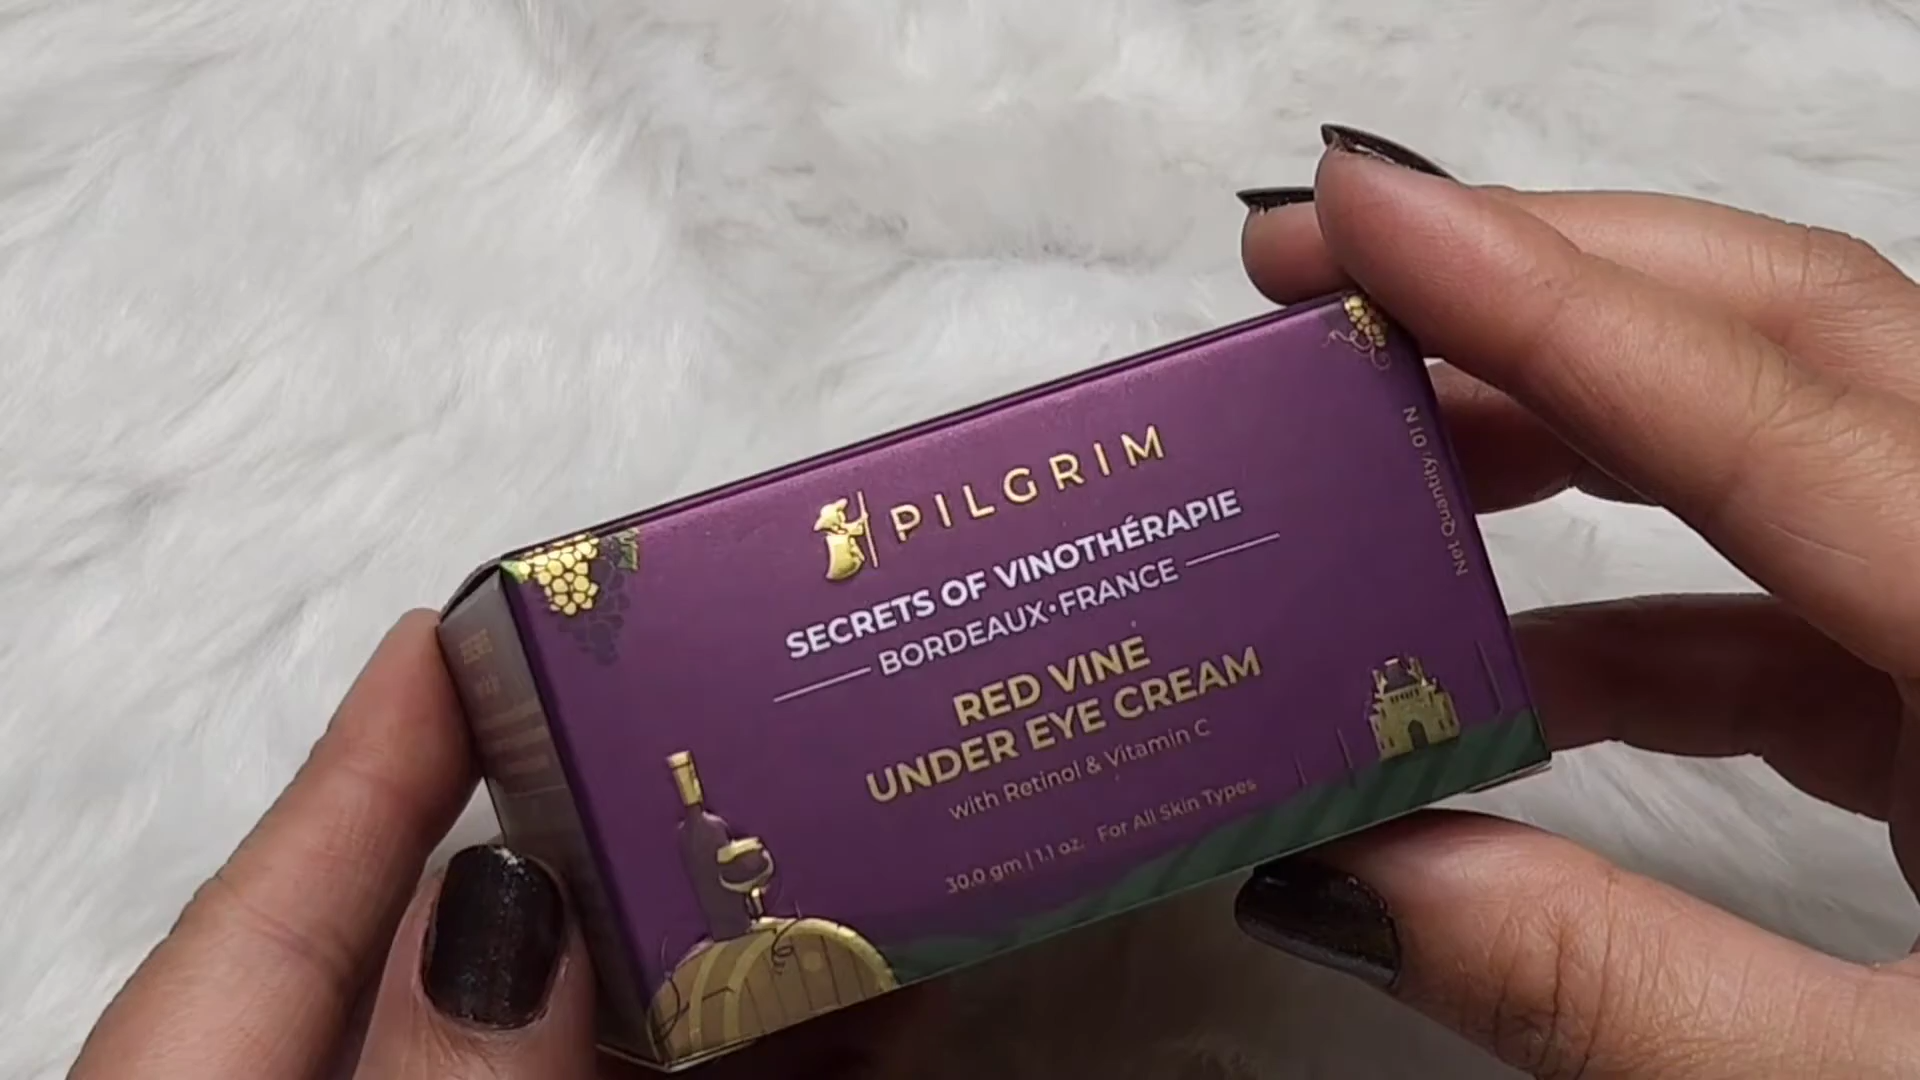 PILGRIM
SECRETS OF VINOTHÉRAPIE
BORDEAUX•FRANCE
RED VINE
UNDER EYE CREAM
with Retinol & Vitamin C
30.0 gm | 1.1 oz. For All Skin Types
Net Quantity: 01 N